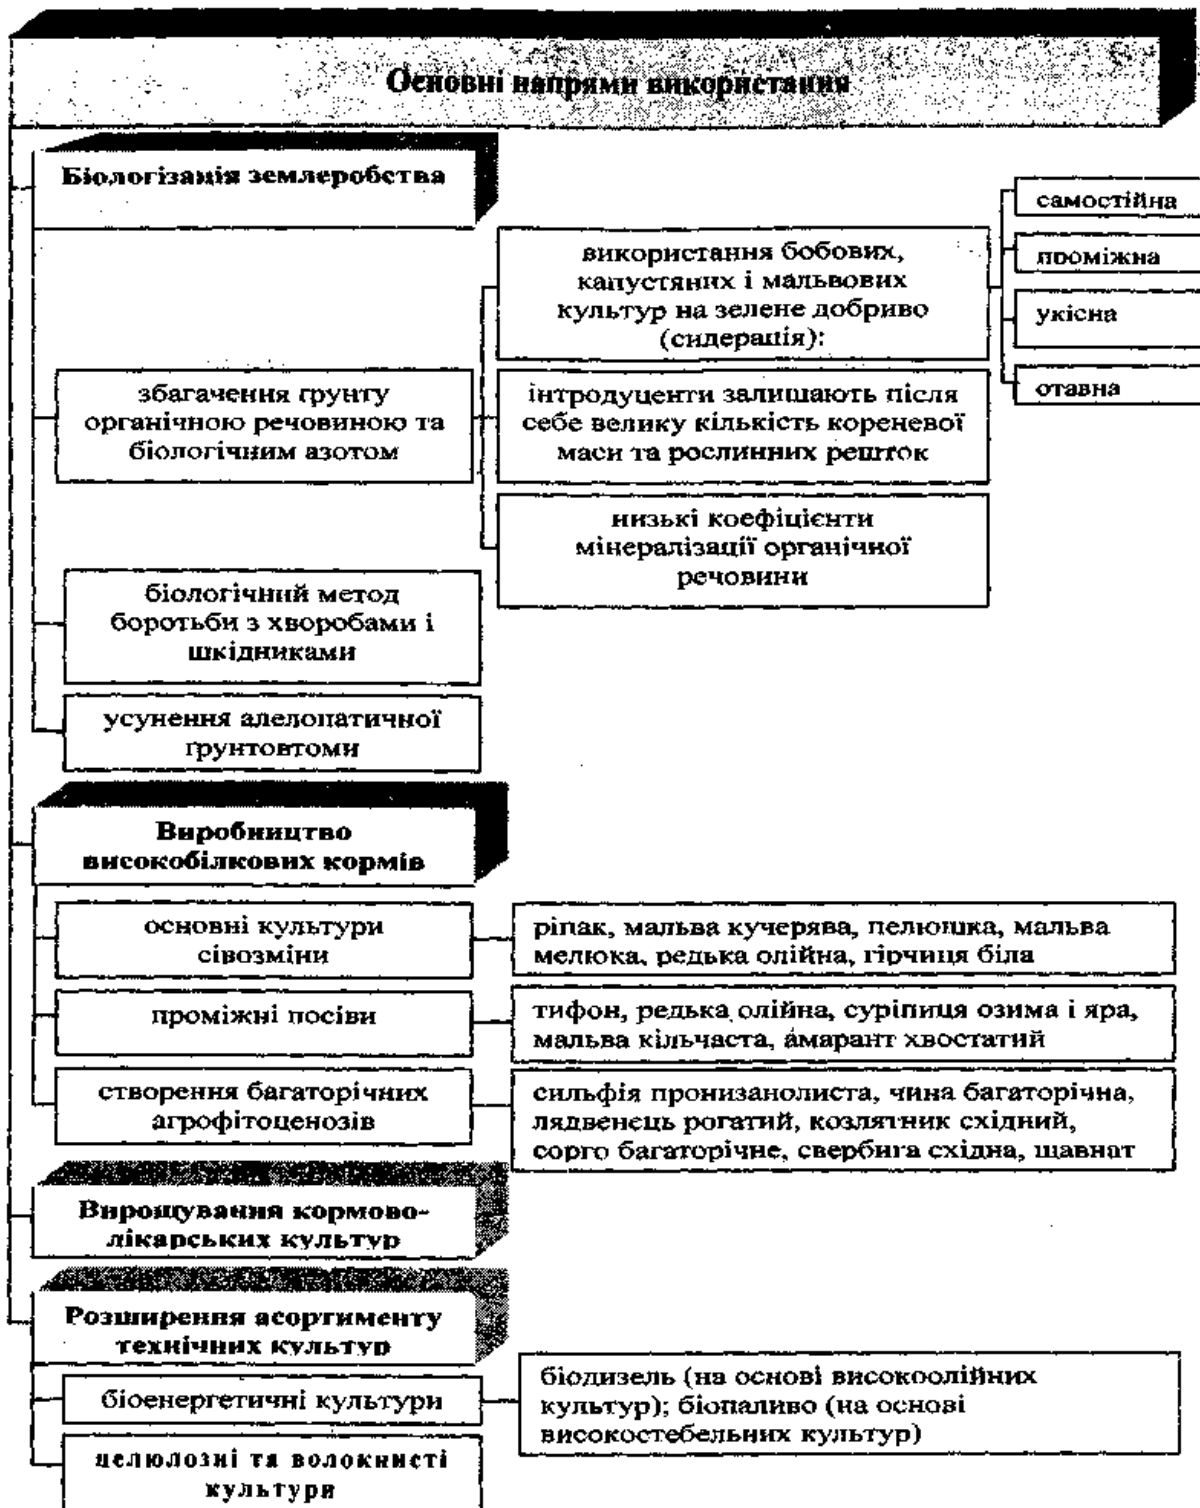 Основні напрями використання
Біологізація землеробства
самостійна
проміжна
укісна
отавна
використання бобових,
капустяних і мальвових
культур на зелене добриво
(сидерація):
збагачення ґрунту
органічною речовиною та
біологічним азотом
інтродуценти залишають після
себе велику кількість кореневої
маси та рослинних решток
низькі коефіцієнти
мінералізації органічної
речовини
біологічний метод
боротьби з хворобами і
шкідниками
усунення алелопатичної
ґрунтовтоми
Виробництво
високобілкових кормів
основні культури
сівозміни
ріпак, мальва кучерява, пелюшка, мальва
мелюка, редька олійна, гірчиця біла
проміжні посіви
тифон, редька олійна, суріпиця озима і яра,
мальва кільчаста, амарант хвостатий
створення багаторічних
агрофітоценозів
сильфія пронизанолиста, чина багаторічна,
лядвенець рогатий, козлятник східний,
сорго багаторічне, свербига східна, щавнат
Вирощування кормово-
лікарських культур
Розширення асортименту
технічних культур
біоенергетичні культури
біодизель (на основі високоолійних
культур); біопаливо (на основі
високостебельних культур)
целюлозні та волокнисті
культури